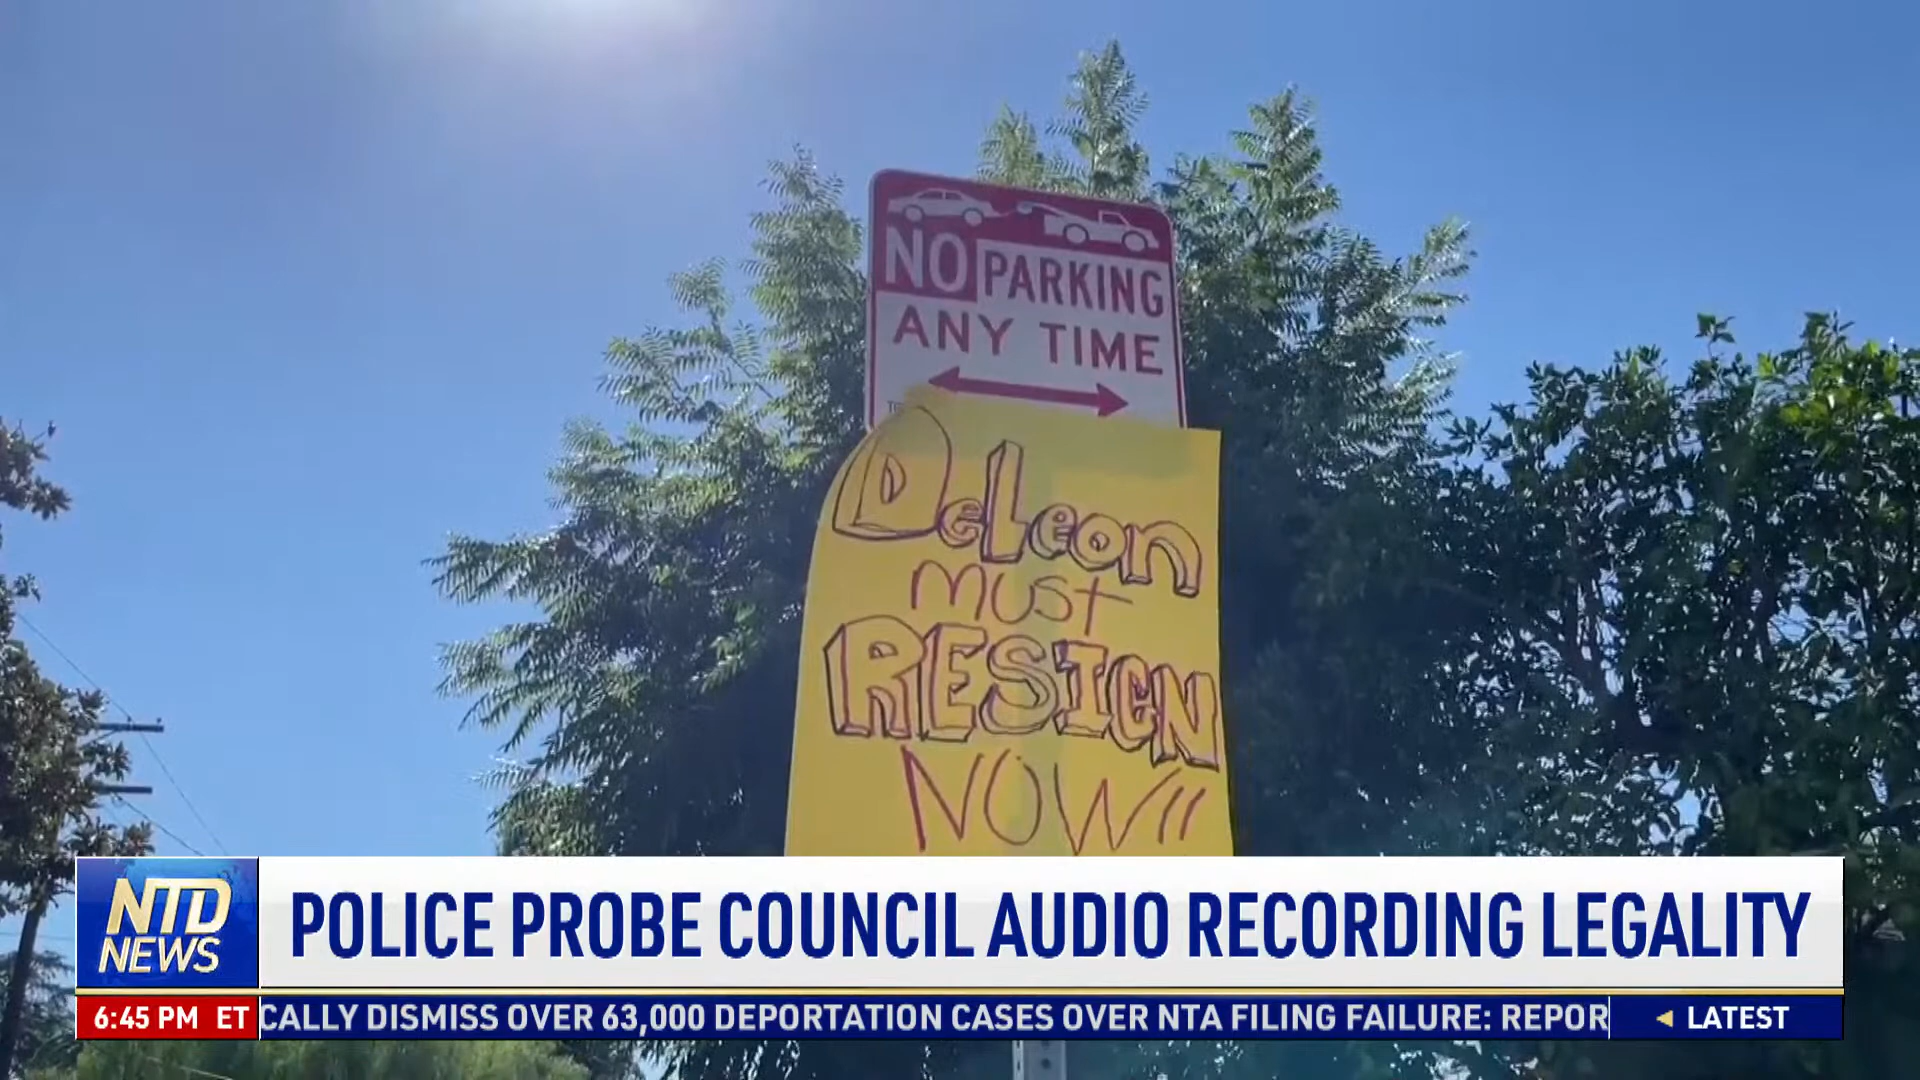 NO PARKING
ANY TIME
DeLeon
must
RESIGN
NOW!!
NTD
NEWS
POLICE PROBE COUNCIL AUDIO RECORDING LEGALITY
6:45 PM ET
CALLY DISMISS OVER 63,000 DEPORTATION CASES OVER NTA FILING FAILURE: REPOR
LATEST